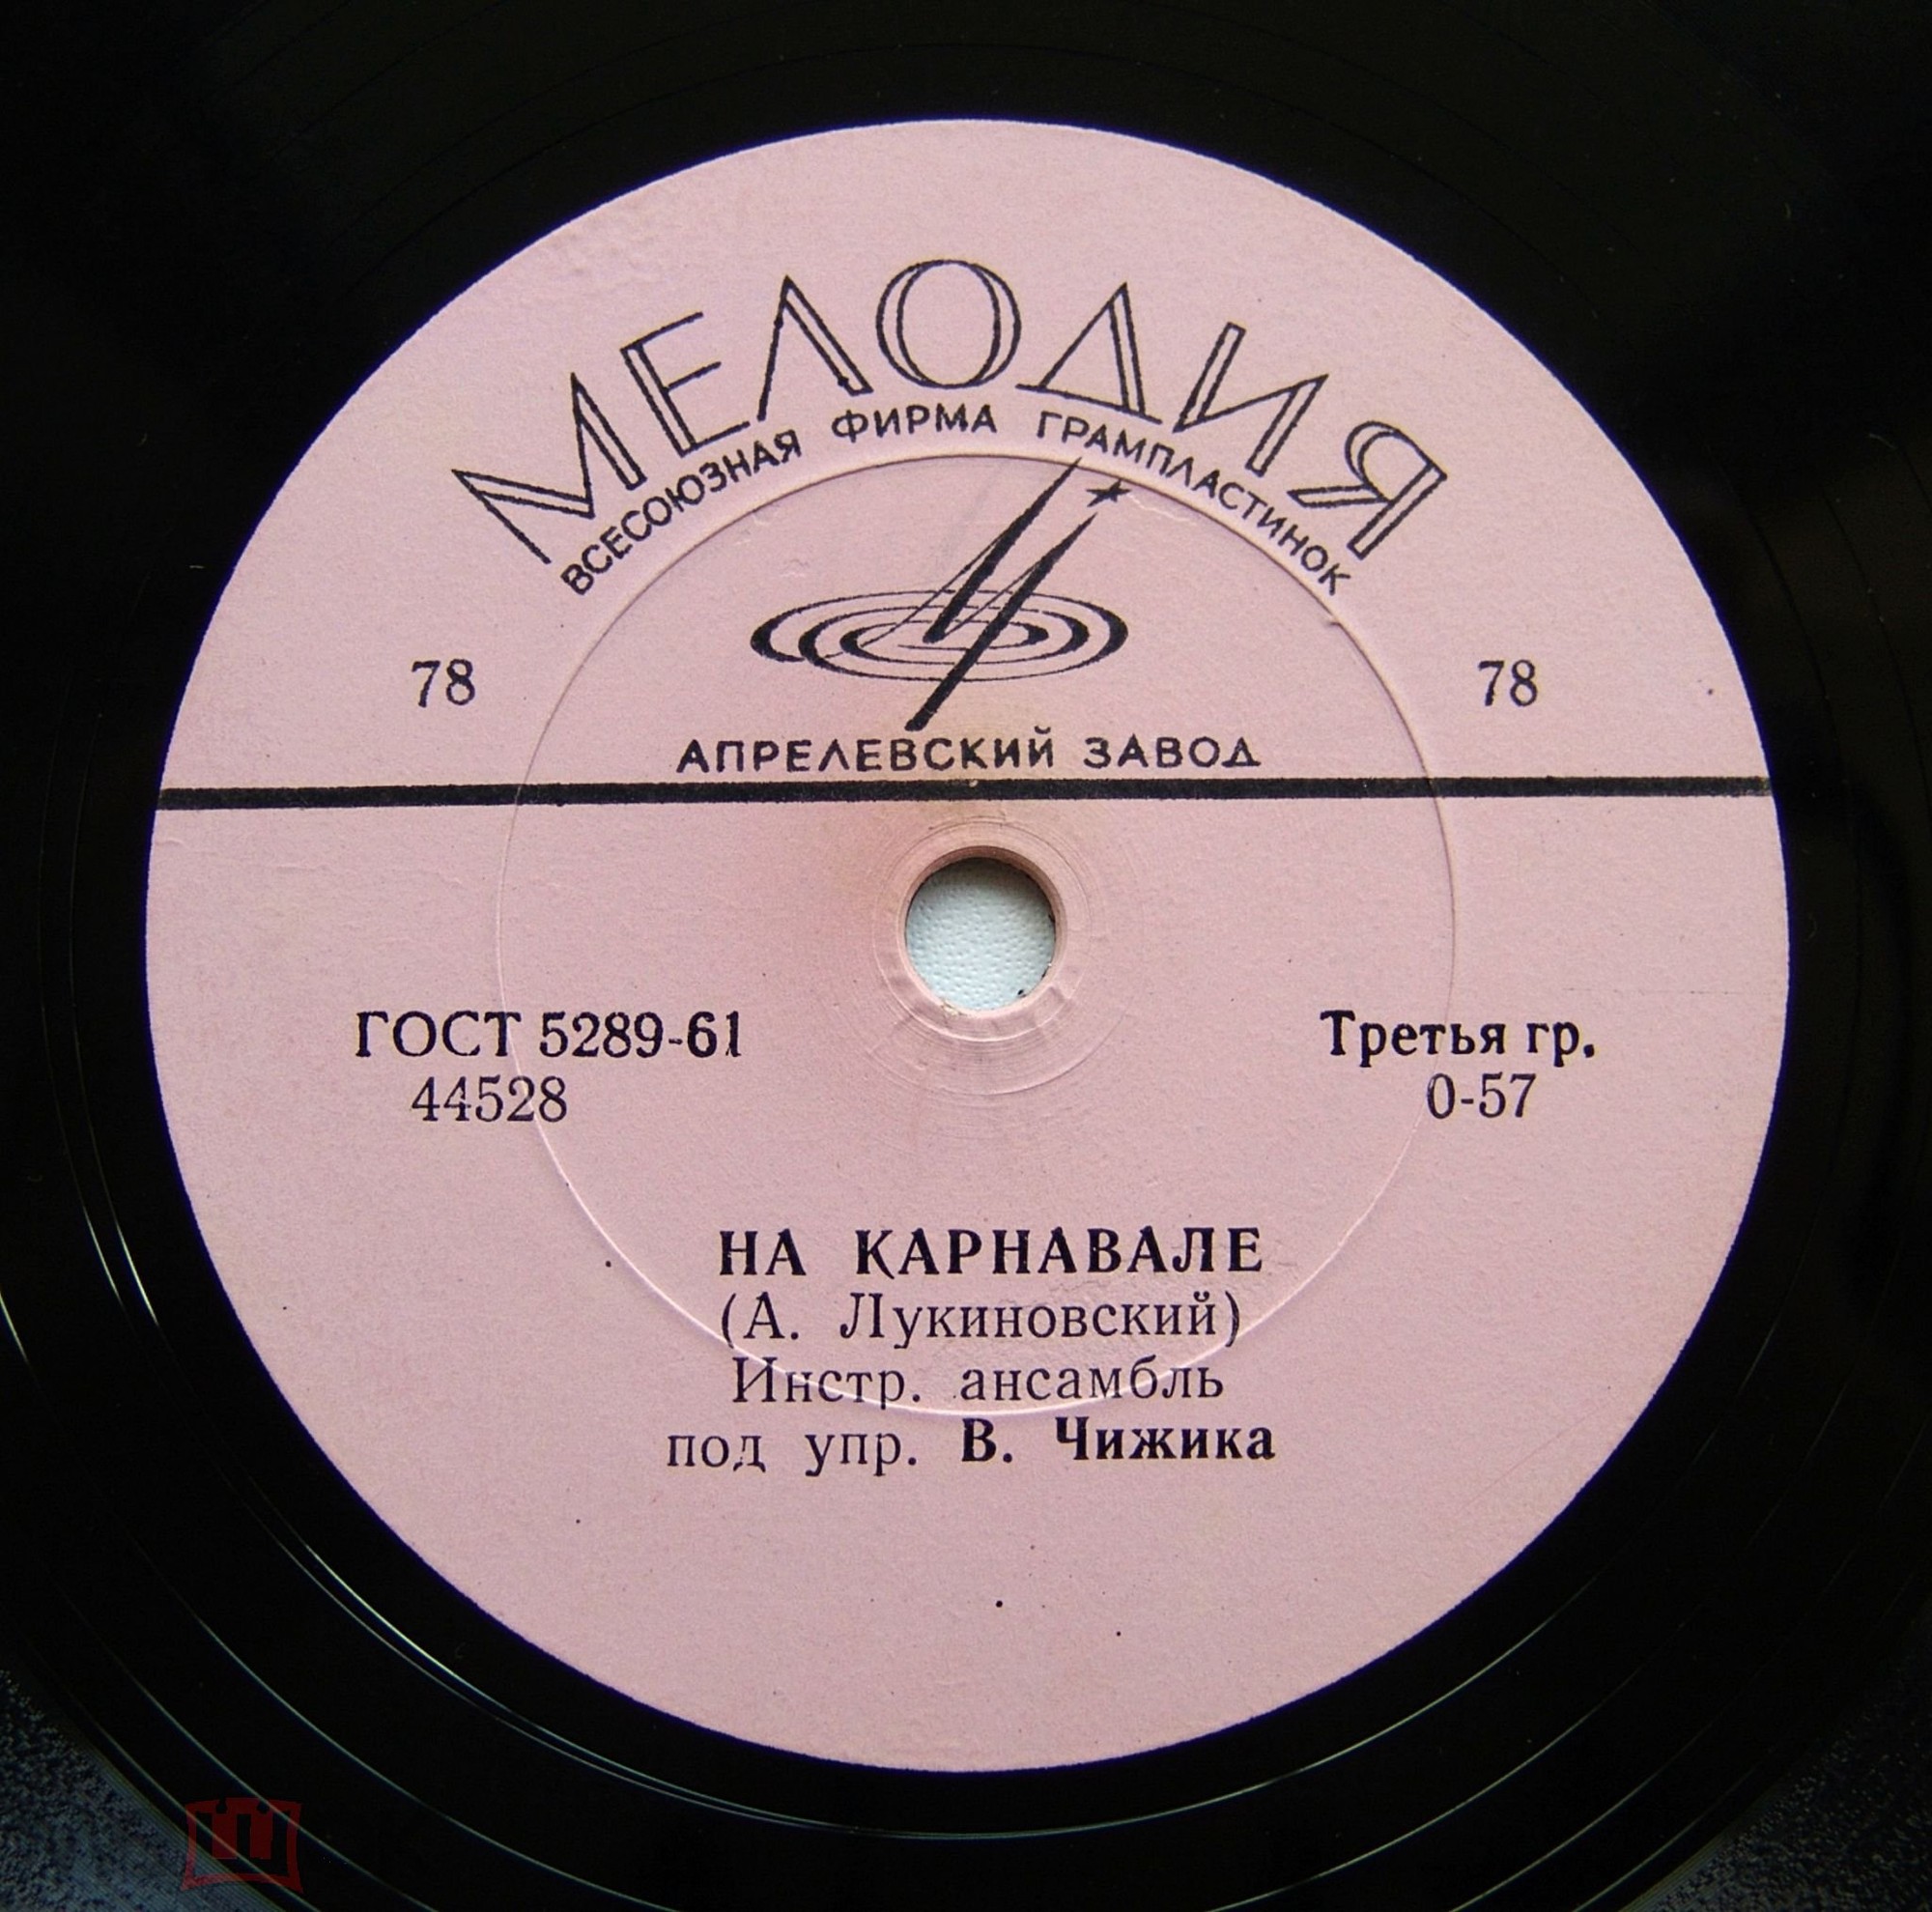 МЕЛОДИЯ
ВСЕСОЮЗНАЯ ФИРМА ГРАМПЛАСТИНОК
78 78
АПРЕЛЕВСКИЙ ЗАВОД
ГОСТ 5289-61 Третья гр.
44528 0-57
НА КАРНАВАЛЕ
(А. Лукиновский)
Инстр. ансамбль
под упр. В. Чижика